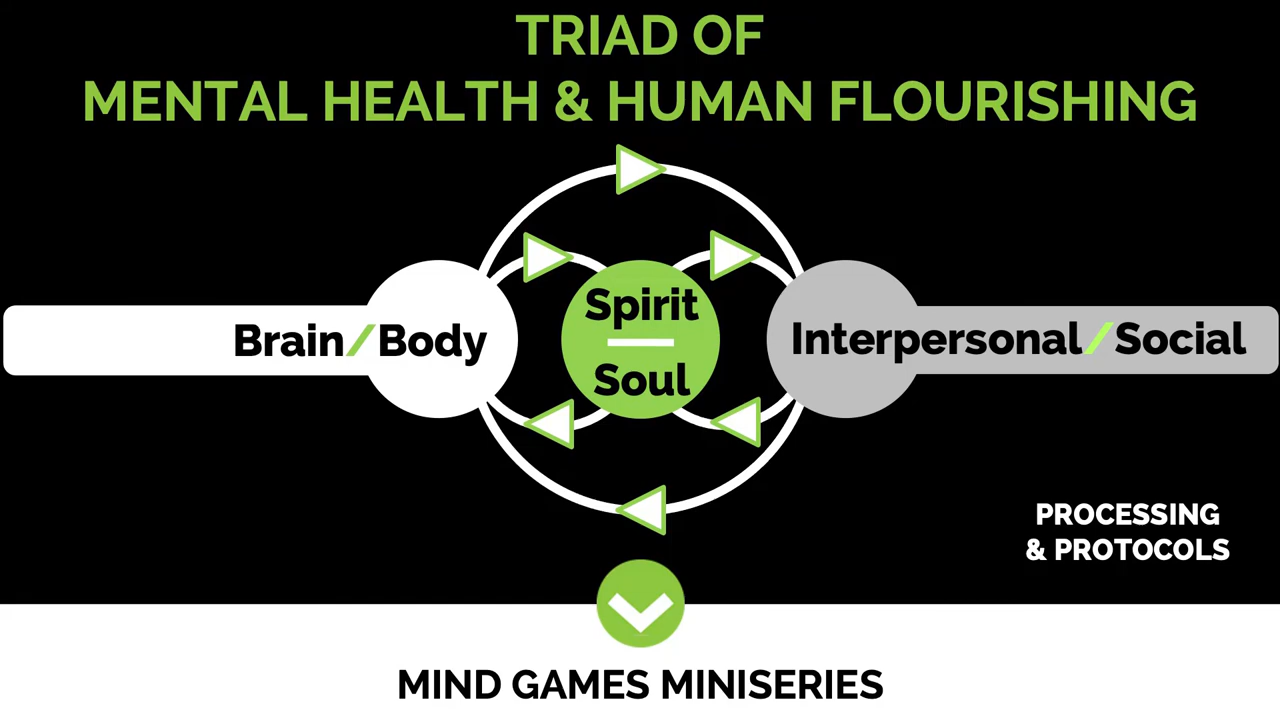 TRIAD OF
MENTAL HEALTH & HUMAN FLOURISHING
Brain/Body
Spirit
Soul
Interpersonal/Social
PROCESSING
& PROTOCOLS
MIND GAMES MINISERIES